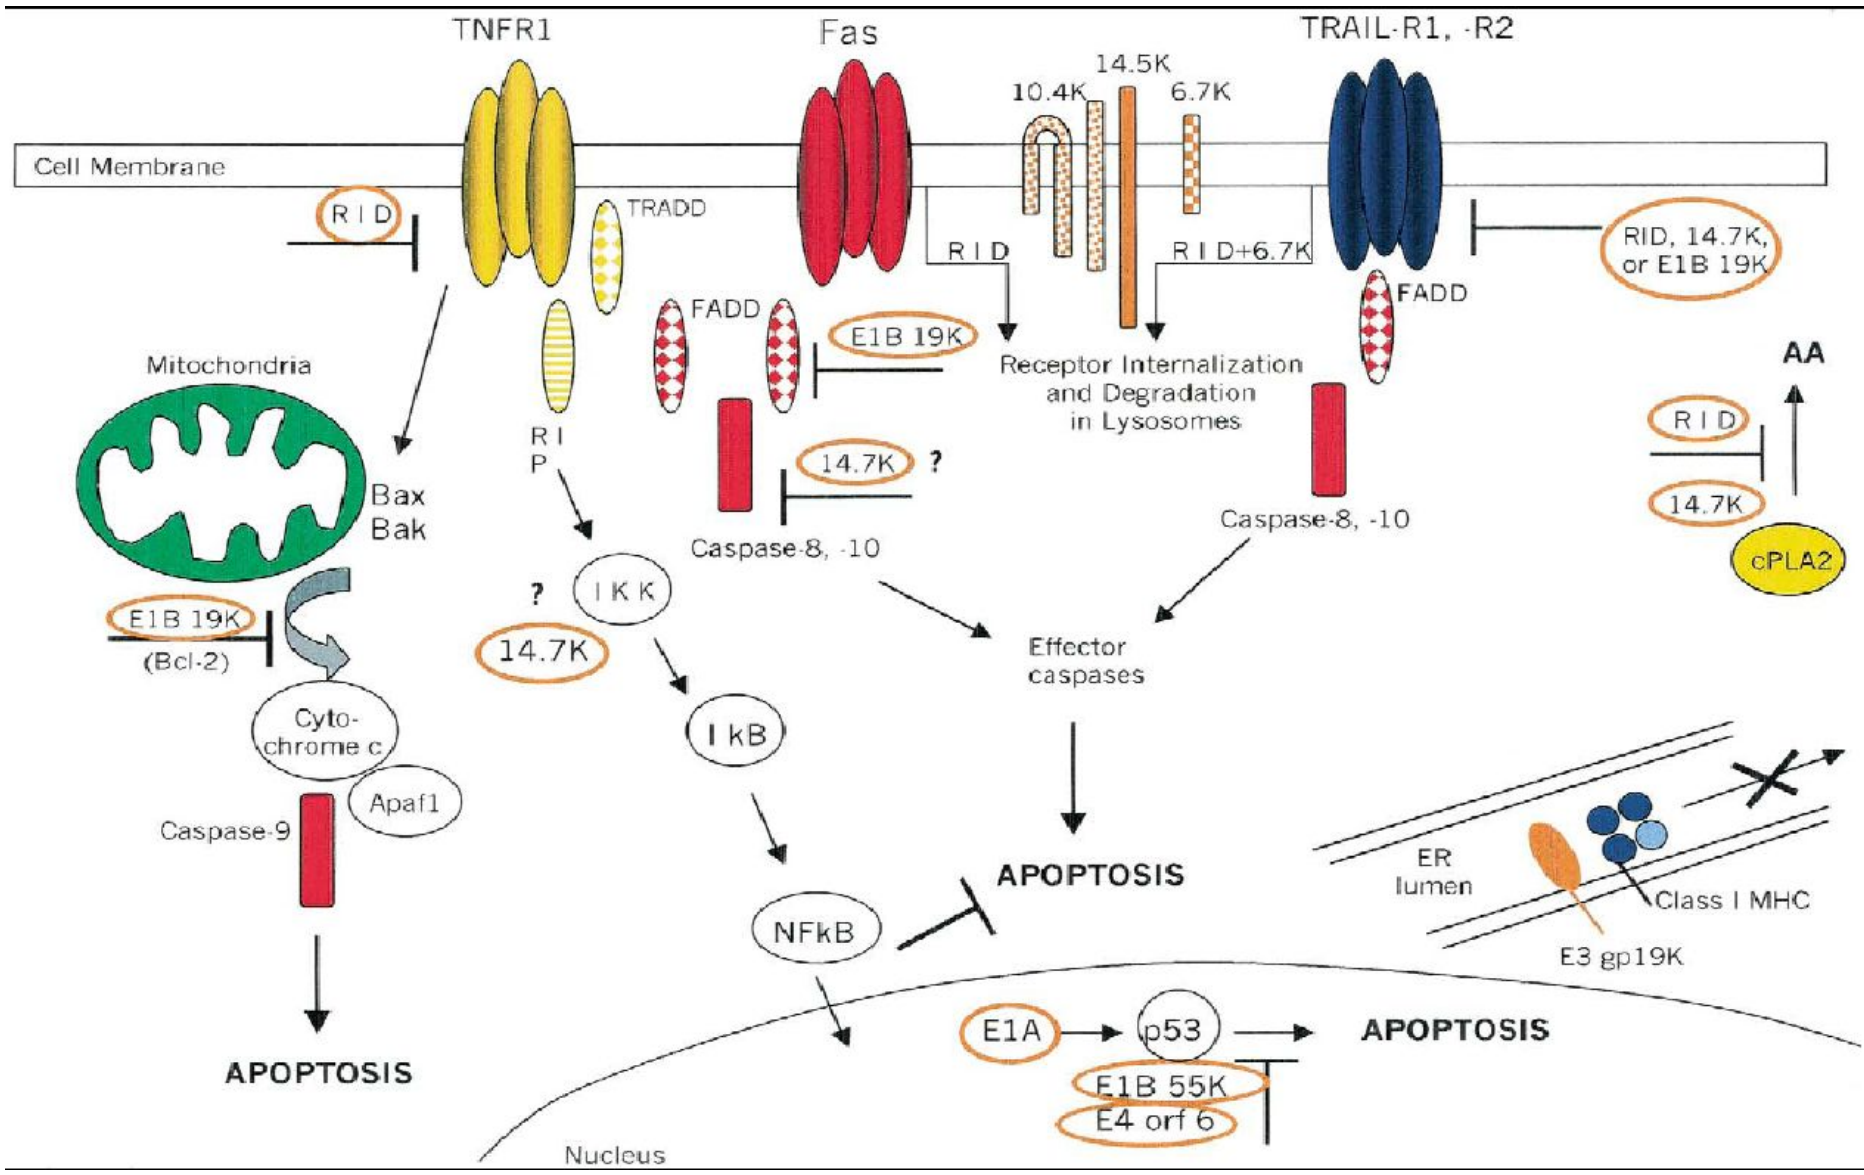 TNFR1
Fas
TRAIL-R1, -R2
14.5K
10.4K
6.7K
Cell Membrane
RID
TRADD
RID
RID+6.7K
RID, 14.7K,
or E1B 19K
FADD
FADD
E1B 19K
Mitochondria
Receptor Internalization
and Degradation
in Lysosomes
AA
RID
RI
P
14.7K ?
14.7K
Bax
Bak
Caspase-8, -10
Caspase-8, -10
cPLA2
IKK
?
14.7K
E1B 19K
(Bcl-2)
Effector
caspases
Cyto-
chrome c
IkB
Apaf1
Caspase-9
APOPTOSIS
ER
lumen
Class I MHC
NFkB
E3 gp19K
E1A
p53
APOPTOSIS
APOPTOSIS
E1B 55K
E4 orf 6
Nucleus